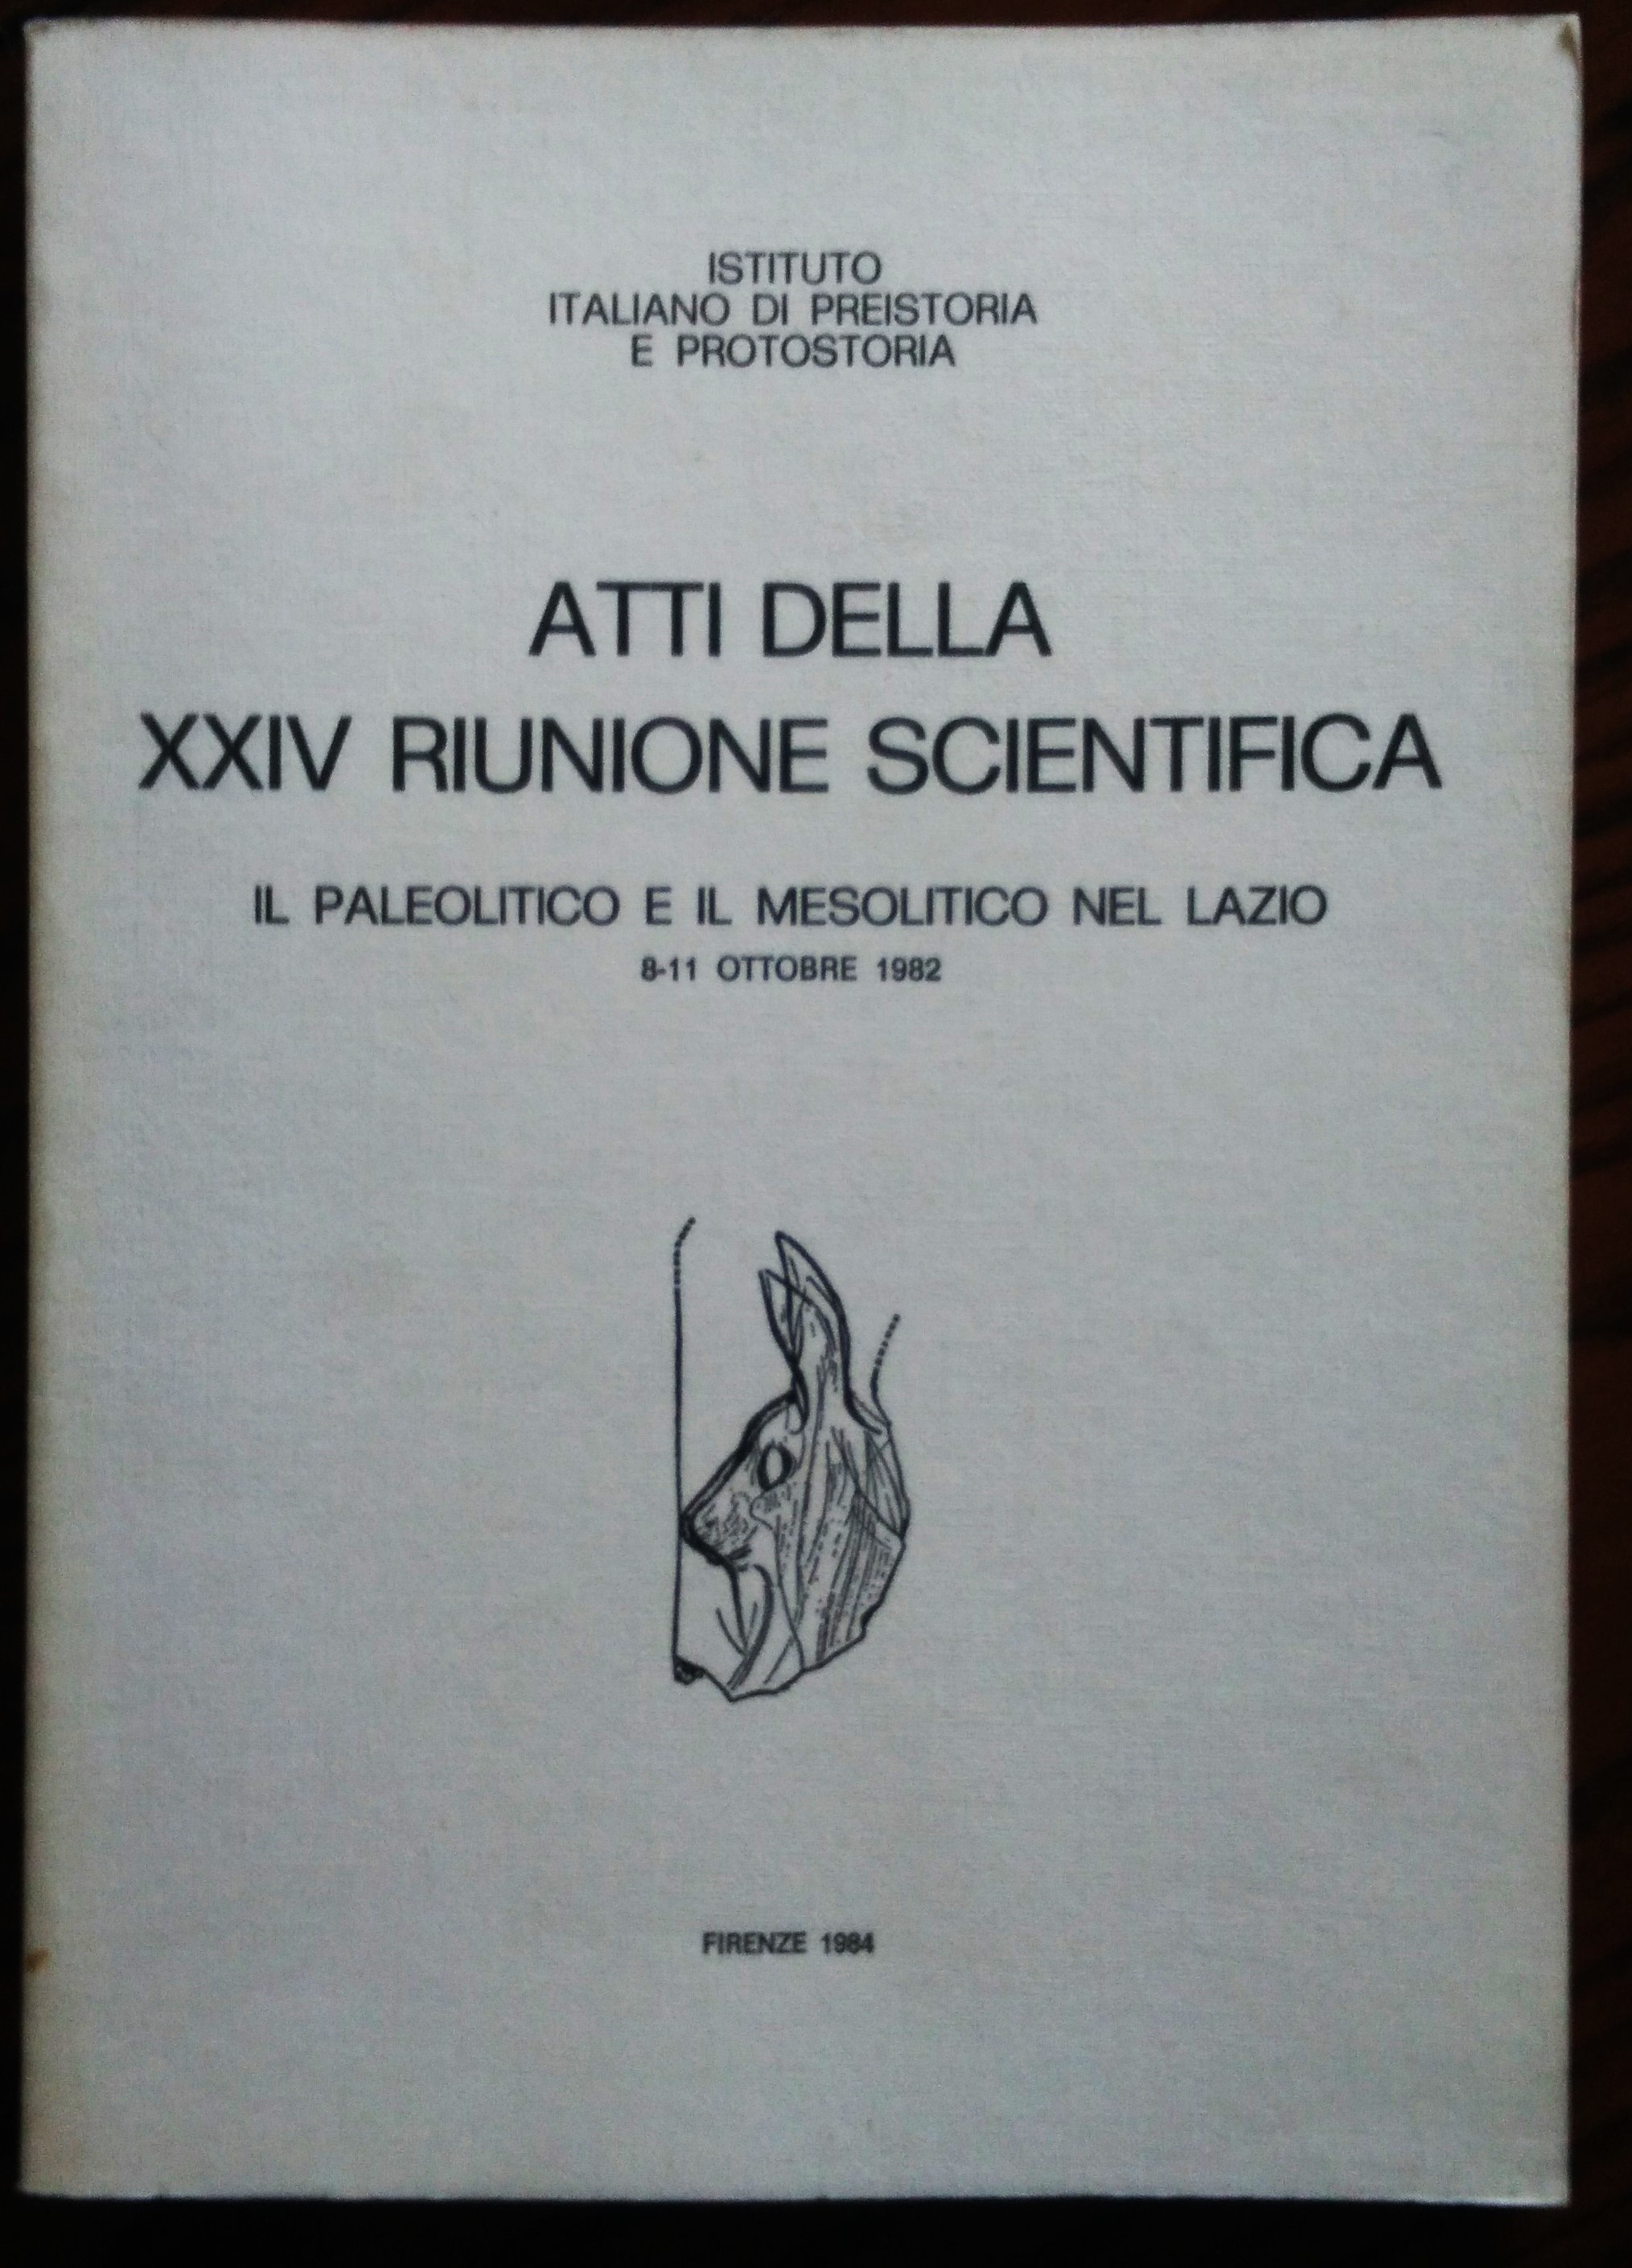 ISTITUTO
ITALIANO DI PREISTORIA
E PROTOSTORIA
ATTI DELLA
XXIV RIUNIONE SCIENTIFICA
IL PALEOLITICO E IL MESOLITICO NEL LAZIO
8-11 OTTOBRE 1982
FIRENZE 1984